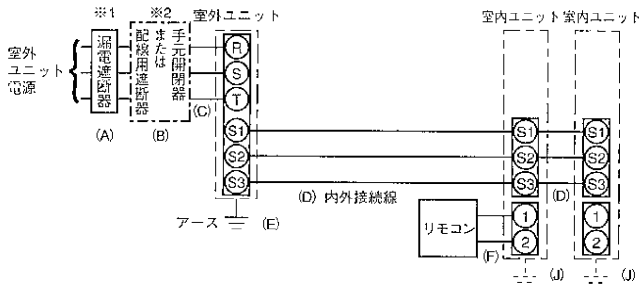 ※1
※2
室外ユニット
室内ユニット
室内ユニット
室外
ユニット
電源
漏電遮断器
手元開閉器
または
配線用遮断器
R
S
T
S1
S2
S3
S1
S2
S3
S1
S2
S3
(A)
(B)
(C)
(D) 内外接続線
(D)
アース
(E)
リモコン
1
2
1
2
(F)
(J)
(J)